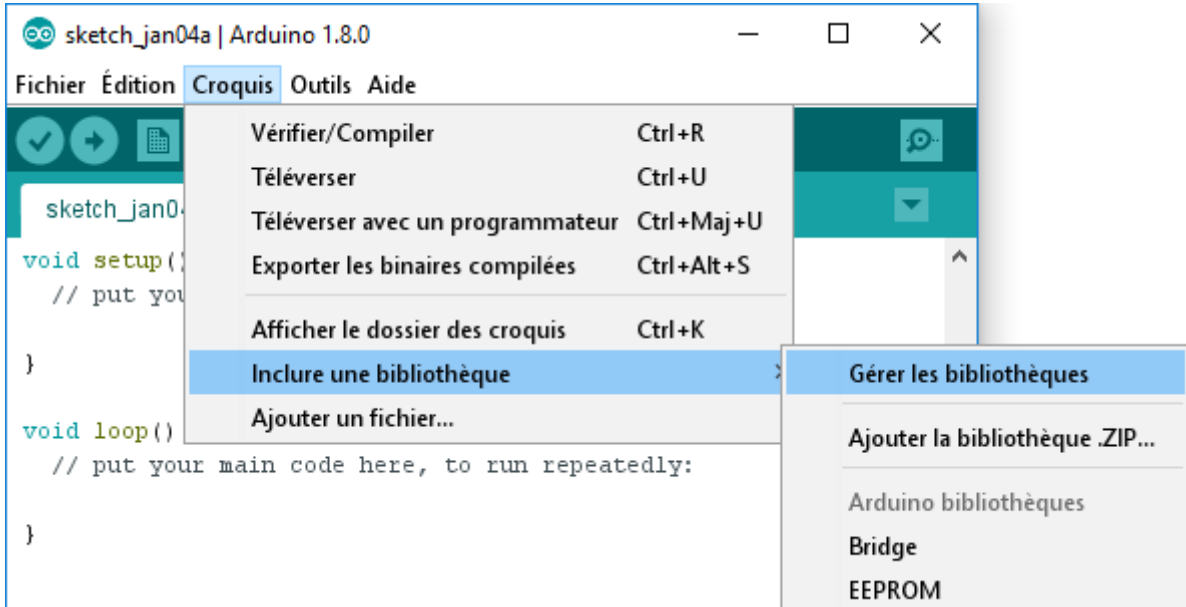 sketch_jan04a | Arduino 1.8.0
Fichier Édition Croquis Outils Aide
Vérifier/Compiler Ctrl+R
Téléverser Ctrl+U
Téléverser avec un programmateur Ctrl+Maj+U
Exporter les binaires compilées Ctrl+Alt+S
Afficher le dossier des croquis Ctrl+K
Inclure une bibliothèque
Ajouter un fichier...
Gérer les bibliothèques
Ajouter la bibliothèque .ZIP...
Arduino bibliothèques
Bridge
EEPROM
sketch_jan0
void setup()
// put you
}
void loop()
// put your main code here, to run repeatedly:
}